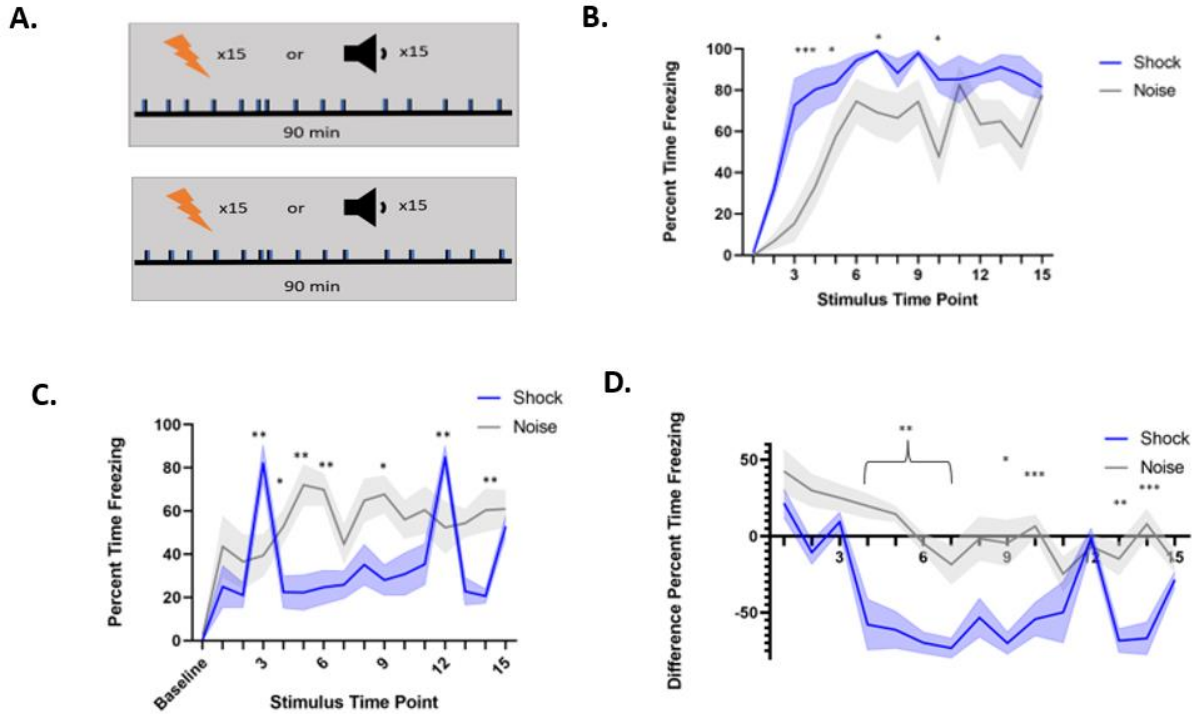 A.
x15 or x15
90 min
x15 or x15
90 min
B.
Percent Time Freezing
100
80
60
40
20
0
*** * * *
Shock
Noise
3 6 9 12 15
Stimulus Time Point
C.
Percent Time Freezing
100
80
60
40
20
0
** * ** ** * ** **
Shock
Noise
Baseline 3 6 9 12 15
Stimulus Time Point
D.
Difference Percent Time Freezing
50
0
-50
** * *** ** ***
Shock
Noise
3 6 9 12 15